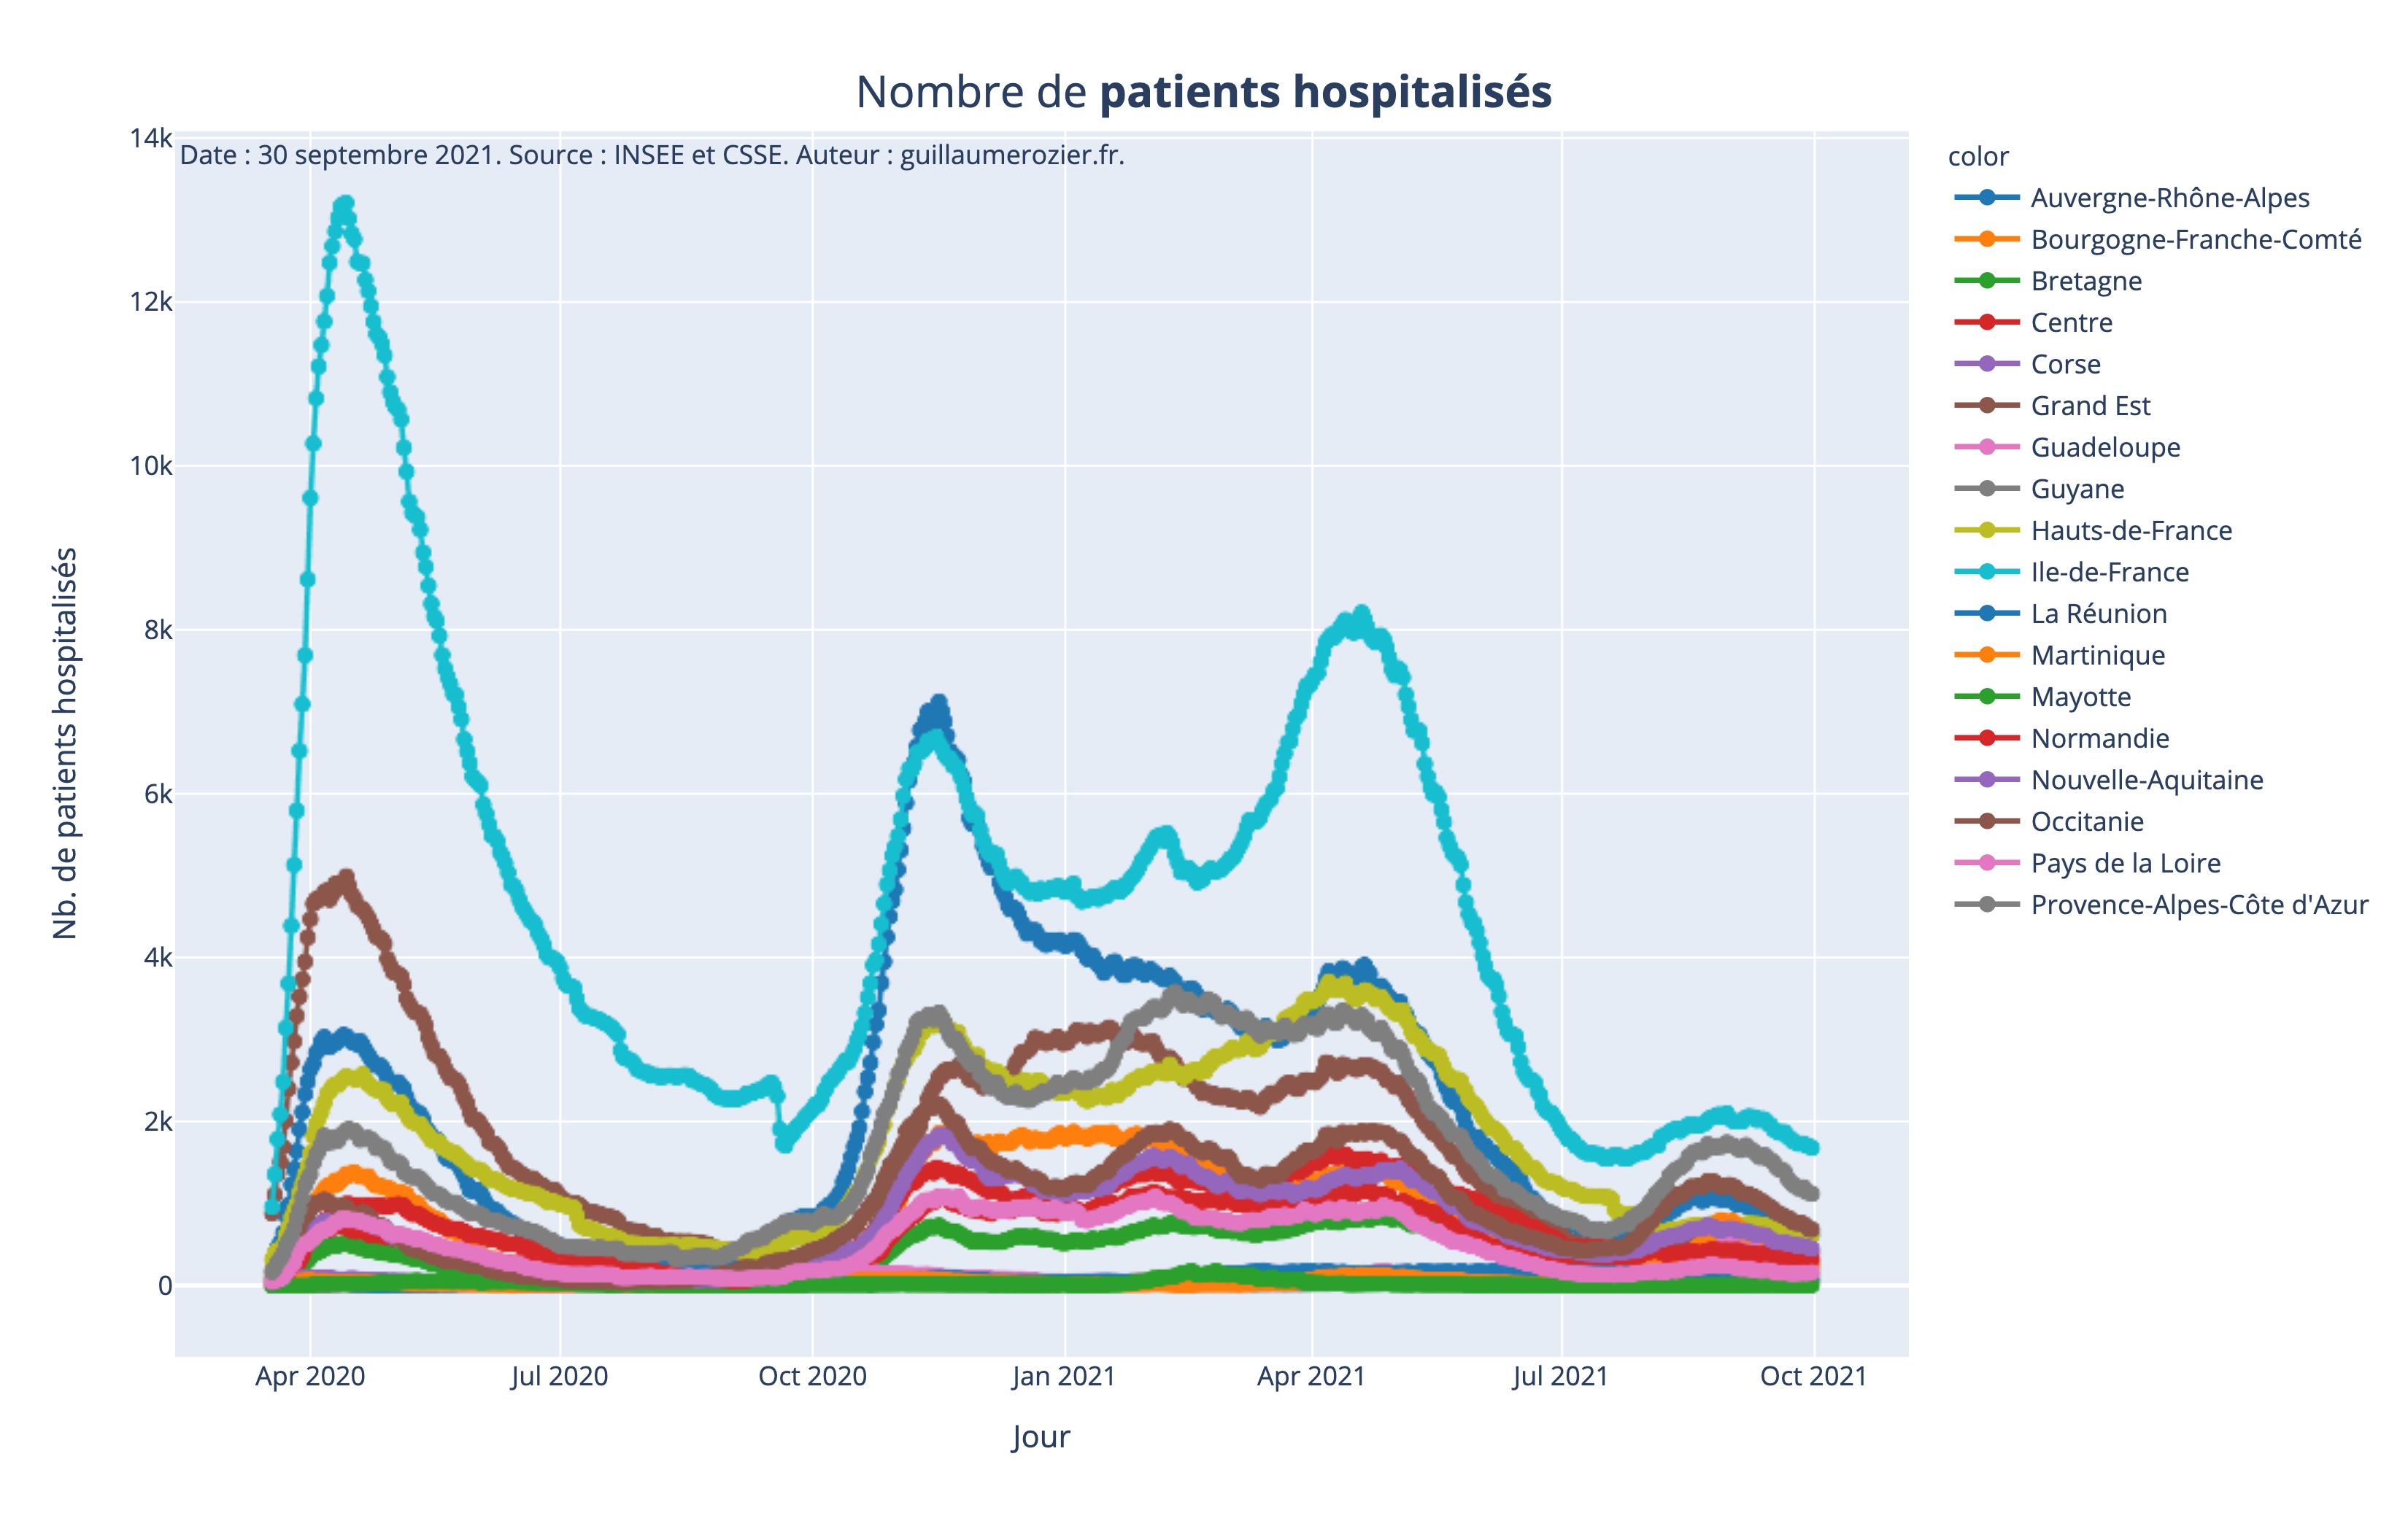 Nombre de patients hospitalisés
14k
Date : 30 septembre 2021. Source : INSEE et CSSE. Auteur : guillaumerozier.fr.
12k
10k
8k
6k
4k
2k
0
Nb. de patients hospitalisés
Apr 2020
Jul 2020
Oct 2020
Jan 2021
Apr 2021
Jul 2021
Oct 2021
Jour
color
Auvergne-Rhône-Alpes
Bourgogne-Franche-Comté
Bretagne
Centre
Corse
Grand Est
Guadeloupe
Guyane
Hauts-de-France
Ile-de-France
La Réunion
Martinique
Mayotte
Normandie
Nouvelle-Aquitaine
Occitanie
Pays de la Loire
Provence-Alpes-Côte d'Azur